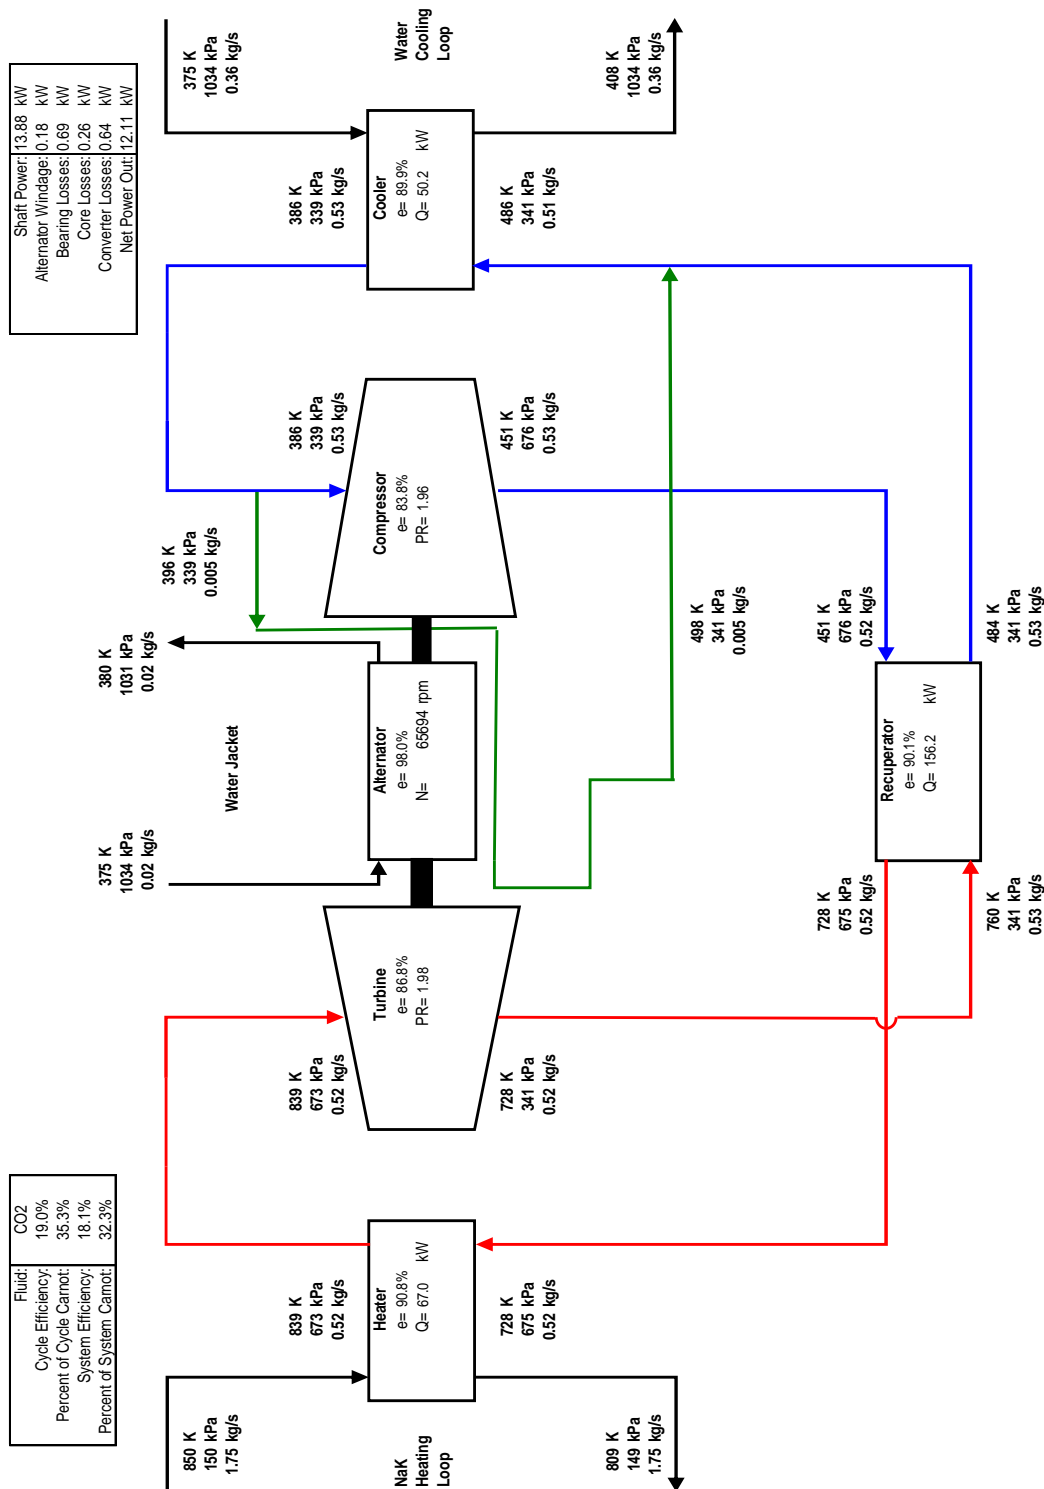 Fluid: CO2
Cycle Efficiency: 19.0%
Percent of Cycle Carnot: 35.3%
System Efficiency: 18.1%
Percent of System Carnot: 32.3%
Shaft Power: 13.88 kW
Alternator Windage: 0.18 kW
Bearing Losses: 0.69 kW
Core Losses: 0.26 kW
Converter Losses: 0.64 kW
Net Power Out: 12.11 kW
850 K
150 kPa
1.75 kg/s
NaK
Heating
Loop
809 K
149 kPa
1.75 kg/s
839 K
673 kPa
0.52 kg/s
Heater
e= 90.8%
Q= 67.0 kW
728 K
675 kPa
0.52 kg/s
839 K
673 kPa
0.52 kg/s
Turbine
e= 86.8%
PR= 1.98
728 K
341 kPa
0.52 kg/s
375 K
1034 kPa
0.02 kg/s
Water Jacket
380 K
1031 kPa
0.02 kg/s
Alternator
e= 98.0%
N= 65694 rpm
396 K
339 kPa
0.005 kg/s
386 K
339 kPa
0.53 kg/s
Compressor
e= 83.8%
PR= 1.96
451 K
676 kPa
0.53 kg/s
498 K
341 kPa
0.005 kg/s
386 K
339 kPa
0.53 kg/s
Cooler
e= 89.9%
Q= 50.2 kW
486 K
341 kPa
0.51 kg/s
375 K
1034 kPa
0.36 kg/s
Water
Cooling
Loop
408 K
1034 kPa
0.36 kg/s
728 K
675 kPa
0.52 kg/s
451 K
676 kPa
0.52 kg/s
Recuperator
e= 90.1%
Q= 156.2 kW
760 K
341 kPa
0.53 kg/s
484 K
341 kPa
0.53 kg/s